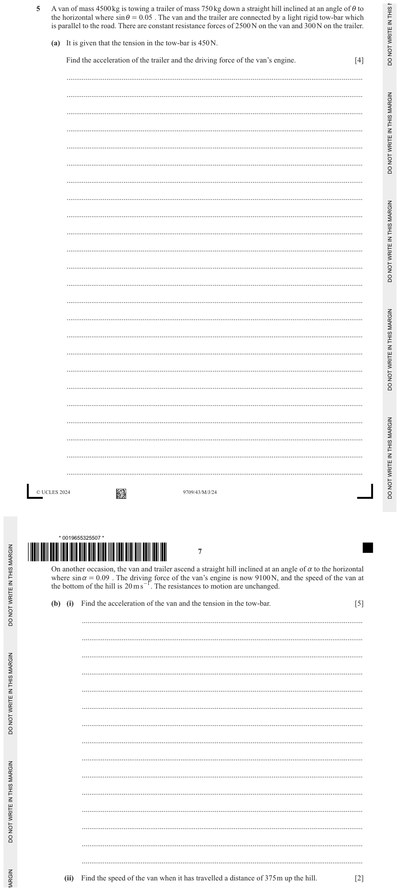 5 A van of mass 4500 kg is towing a trailer of mass 750 kg down a straight hill inclined at an angle of θ to
the horizontal where sin θ = 0.05 . The van and the trailer are connected by a light rigid tow-bar which
is parallel to the road. There are constant resistance forces of 2500 N on the van and 300 N on the trailer.
(a) It is given that the tension in the tow-bar is 450 N.
Find the acceleration of the trailer and the driving force of the van's engine. [4]
DO NOT WRITE IN THIS MARGIN
DO NOT WRITE IN THIS MARGIN
DO NOT WRITE IN THIS MARGIN
DO NOT WRITE IN THIS MARGIN
DO NOT WRITE IN THIS MARGIN
© UCLES 2024 9709/43/M/J/24
* 0019655325507 *
7
On another occasion, the van and trailer ascend a straight hill inclined at an angle of α to the horizontal
where sin α = 0.09 . The driving force of the van's engine is now 9100 N, and the speed of the van at
the bottom of the hill is 20 m s⁻¹. The resistances to motion are unchanged.
(b) (i) Find the acceleration of the van and the tension in the tow-bar. [5]
(ii) Find the speed of the van when it has travelled a distance of 375 m up the hill. [2]
DO NOT WRITE IN THIS MARGIN
DO NOT WRITE IN THIS MARGIN
DO NOT WRITE IN THIS MARGIN
MARGIN